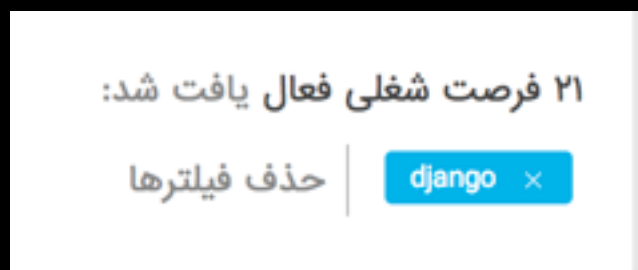 ۲۱ فرصت شغلی فعال یافت شد:
django × | حذف فیلترها